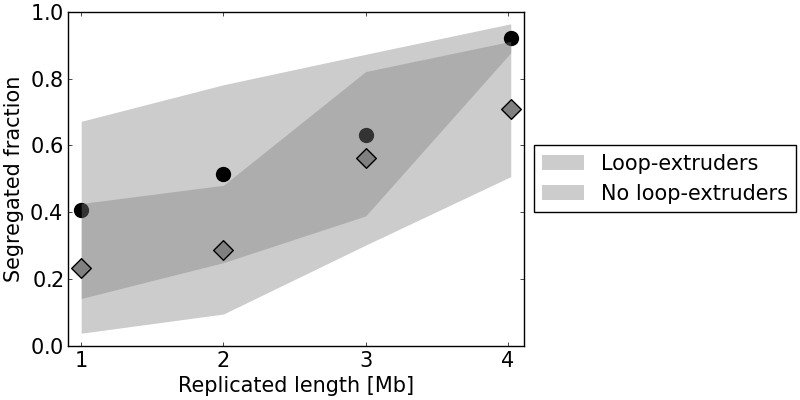 1.0
0.8
0.6
0.4
0.2
0.0
Segregated fraction
1 2 3 4
Replicated length [Mb]
Loop-extruders
No loop-extruders